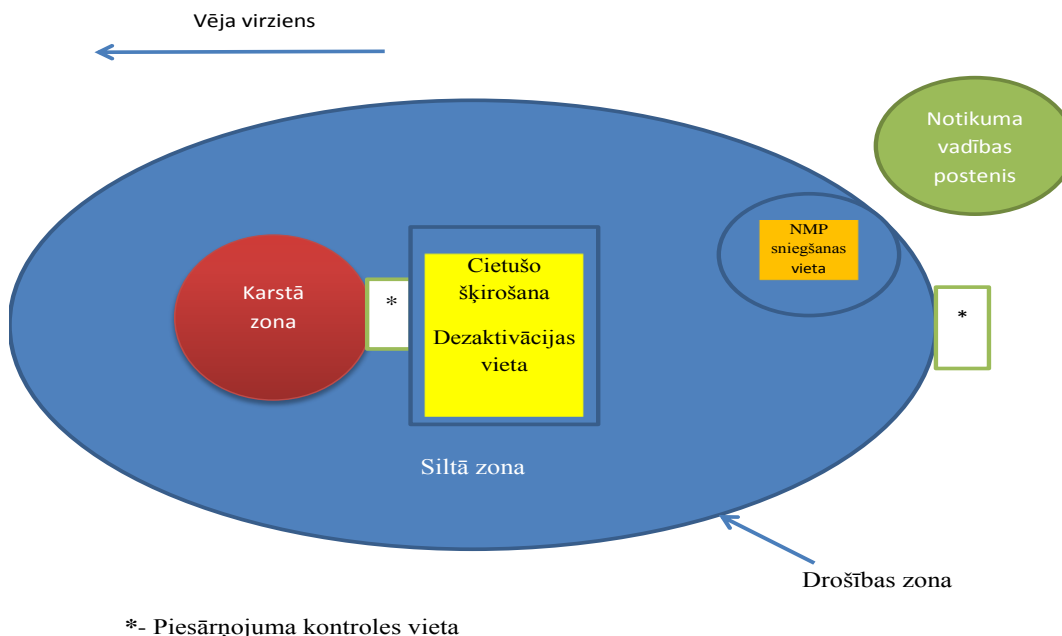 Vēja virziens
Notikuma
vadības
postenis
NMP
sniegšanas
vieta
Karstā
zona
*
Cietušo
šķirošana
Dezaktivācijas
vieta
*
Siltā zona
Drošības zona
*- Piesārņojuma kontroles vieta